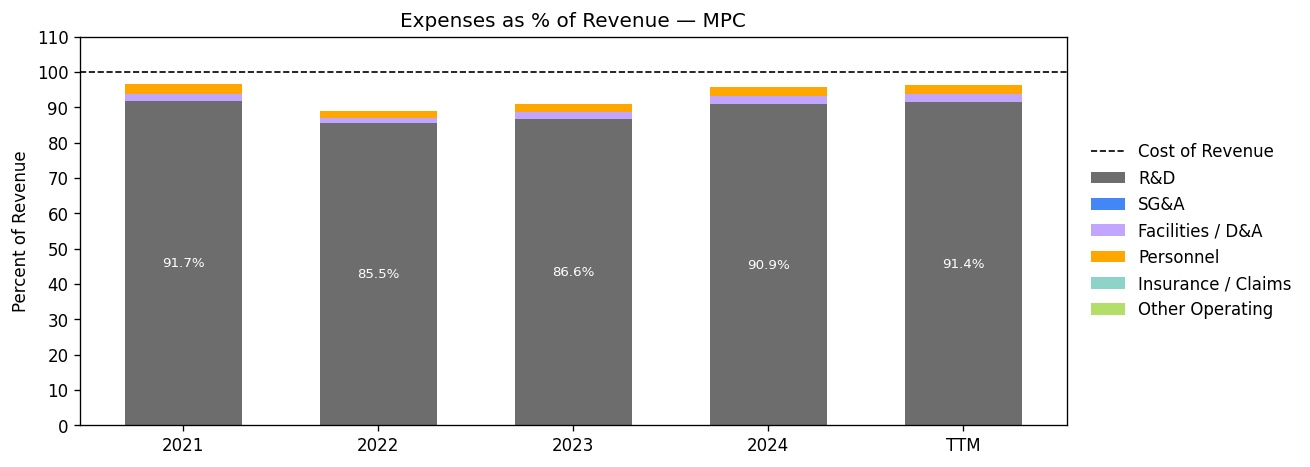 Expenses as % of Revenue — MPC
Percent of Revenue
110
100
90
80
70
60
50
40
30
20
10
0
91.7%
85.5%
86.6%
90.9%
91.4%
2021
2022
2023
2024
TTM
Cost of Revenue
R&D
SG&A
Facilities / D&A
Personnel
Insurance / Claims
Other Operating